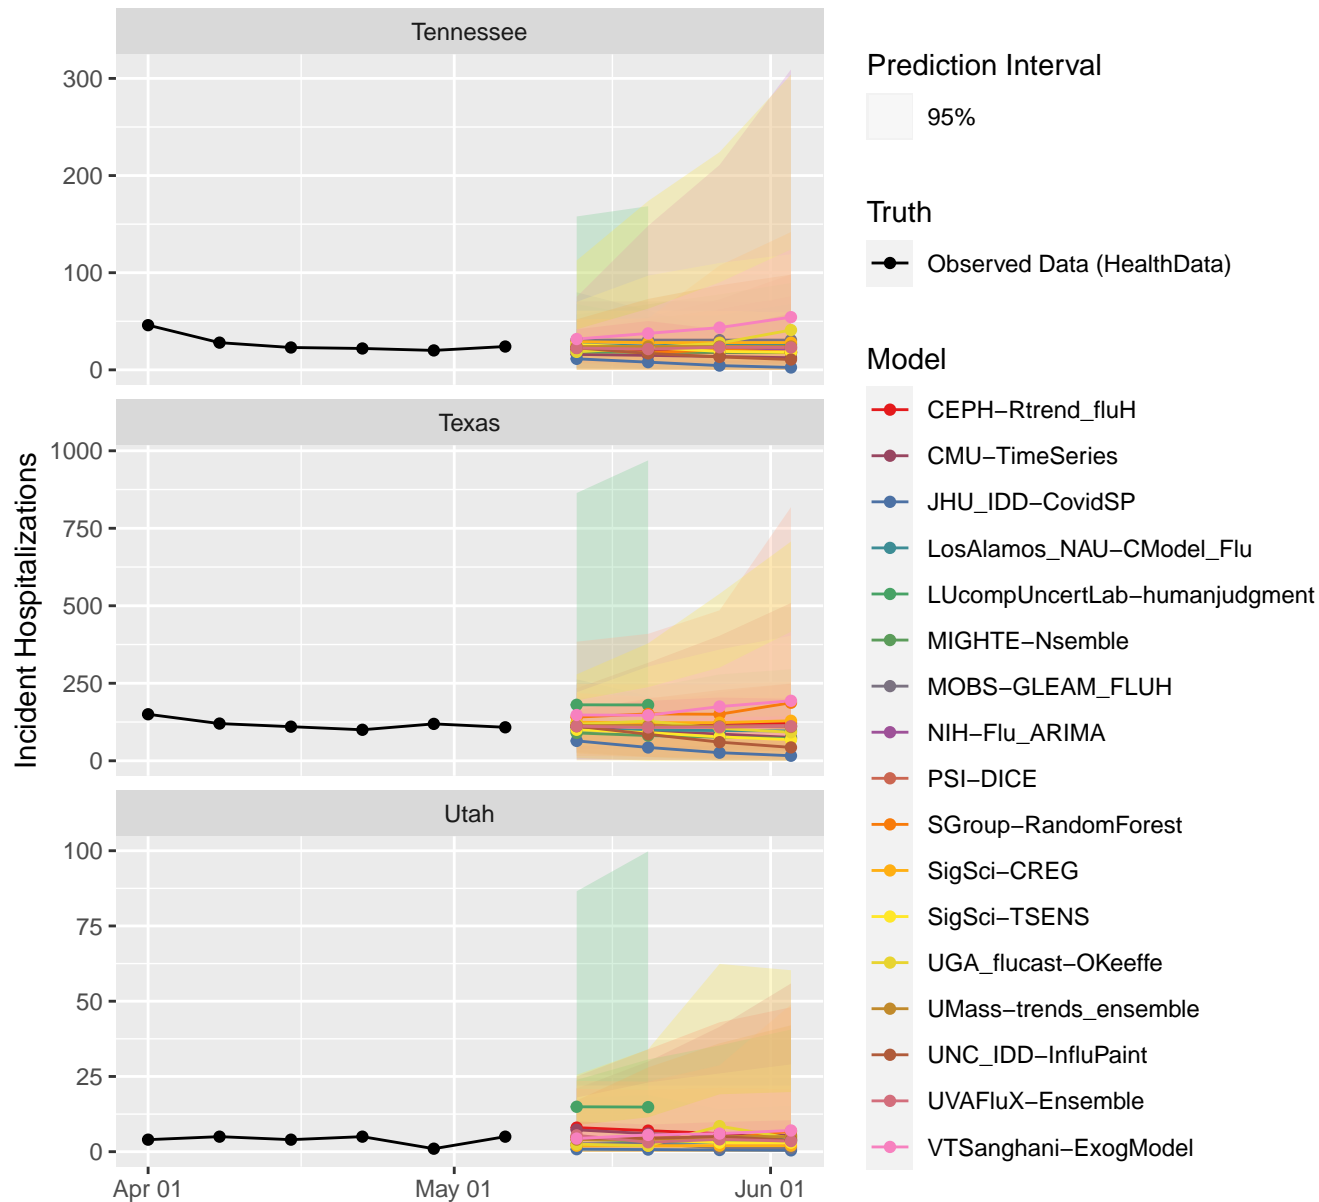 Tennessee
300
200
100
0
Texas
1000
750
500
250
0
Utah
100
75
50
25
0
Apr 01
May 01
Jun 01
Incident Hospitalizations
Prediction Interval
95%
Truth
Observed Data (HealthData)
Model
CEPH−Rtrend_fluH
CMU−TimeSeries
JHU_IDD−CovidSP
LosAlamos_NAU−CModel_Flu
LUcompUncertLab−humanjudgment
MIGHTE−Nsemble
MOBS−GLEAM_FLUH
NIH−Flu_ARIMA
PSI−DICE
SGroup−RandomForest
SigSci−CREG
SigSci−TSENS
UGA_flucast−OKeeffe
UMass−trends_ensemble
UNC_IDD−InfluPaint
UVAFluX−Ensemble
VTSanghani−ExogModel